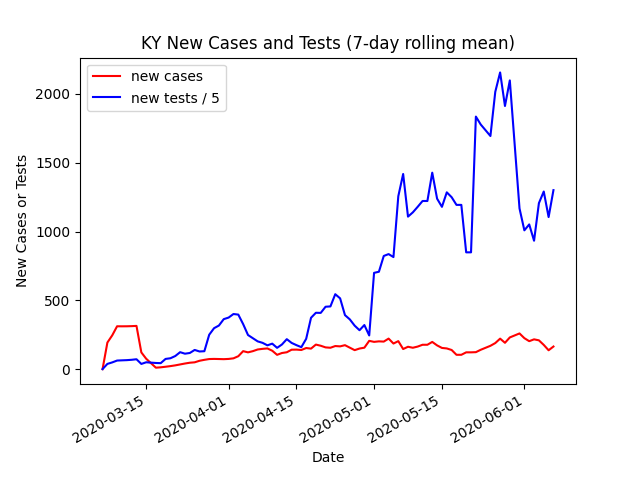 KY New Cases and Tests (7-day rolling mean)
new cases
new tests / 5
New Cases or Tests
2000
1500
1000
500
0
2020-03-15
2020-04-01
2020-04-15
2020-05-01
2020-05-15
2020-06-01
Date